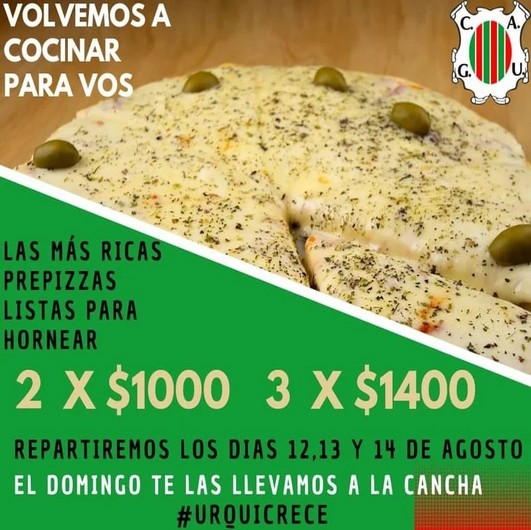 VOLVEMOS A
COCINAR
PARA VOS
C. A.
G. U.
LAS MÁS RICAS
PREPIZZAS
LISTAS PARA
HORNEAR
2 X $1000 3 X $1400
REPARTIREMOS LOS DIAS 12,13 Y 14 DE AGOSTO
EL DOMINGO TE LAS LLEVAMOS A LA CANCHA
#URQUICRECE